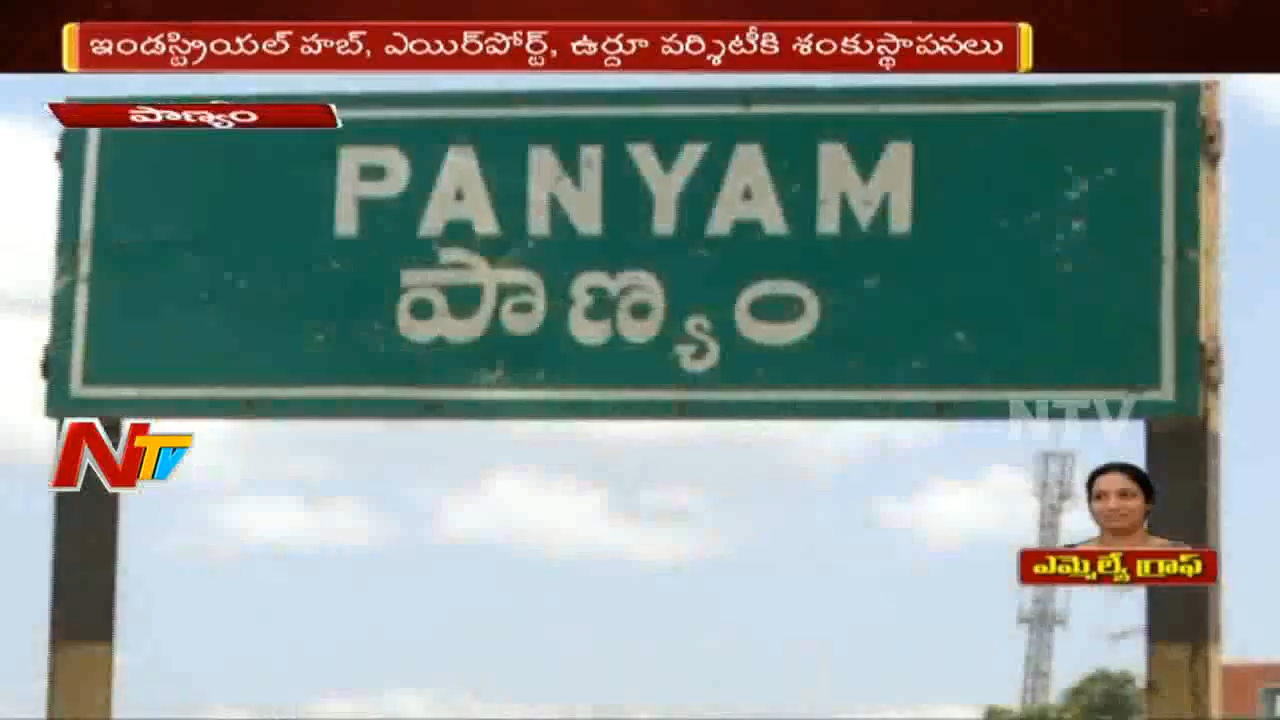 ఇండస్ట్రియల్ హబ్, ఎయిర్‌పోర్ట్, ఉర్దూ వర్శిటీకి శంకుస్థాపనలు
పాణ్యం
PANYAM
పాణ్యం
NTV
NTV
ఎమ్మెల్యే గ్రాఫ్